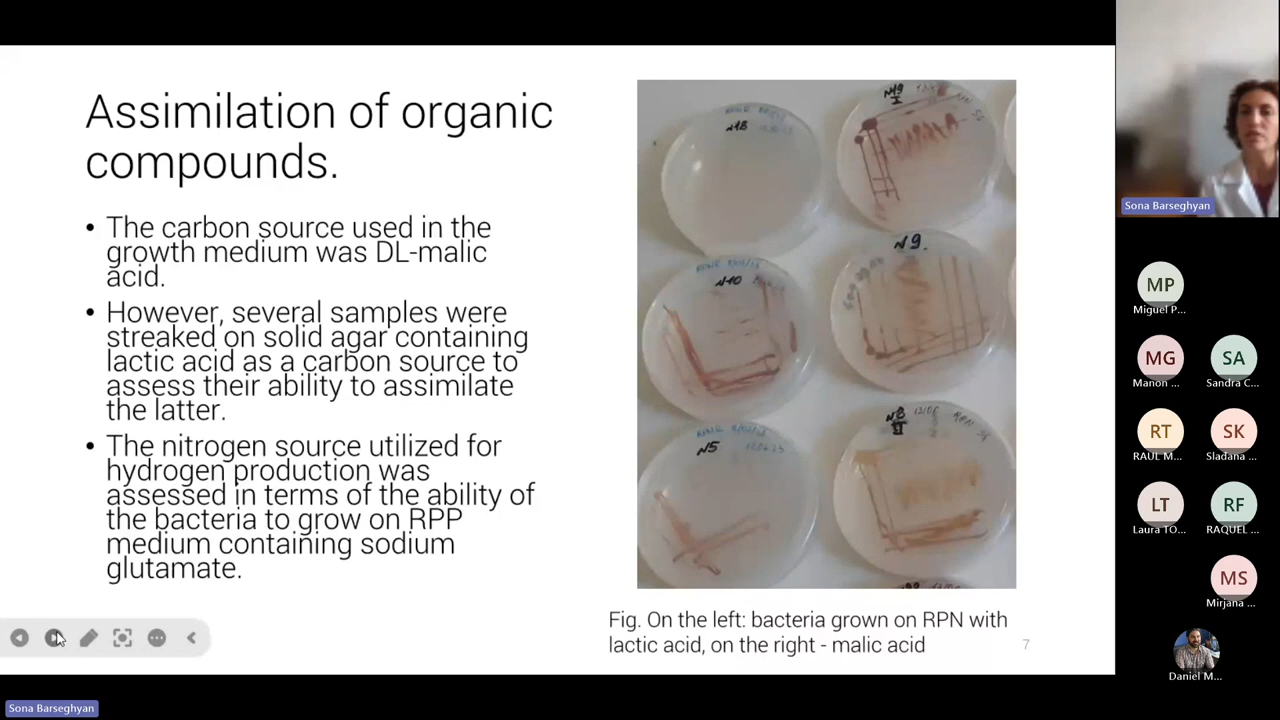 Assimilation of organic
compounds.
• The carbon source used in the
growth medium was DL-malic
acid.
• However, several samples were
streaked on solid agar containing
lactic acid as a carbon source to
assess their ability to assimilate
the latter.
• The nitrogen source utilized for
hydrogen production was
assessed in terms of the ability of
the bacteria to grow on RPP
medium containing sodium
glutamate.
N18
N19
I
N10
N9.
N5
N8
II
Fig. On the left: bacteria grown on RPN with
lactic acid, on the right - malic acid
7
Sona Barseghyan
MP
Miguel P...
MG
Manon ...
SA
Sandra C...
RT
RAUL M...
SK
Sladana ...
LT
Laura TO...
RF
RAQUEL ...
MS
Mirjana ...
Daniel M...
Sona Barseghyan